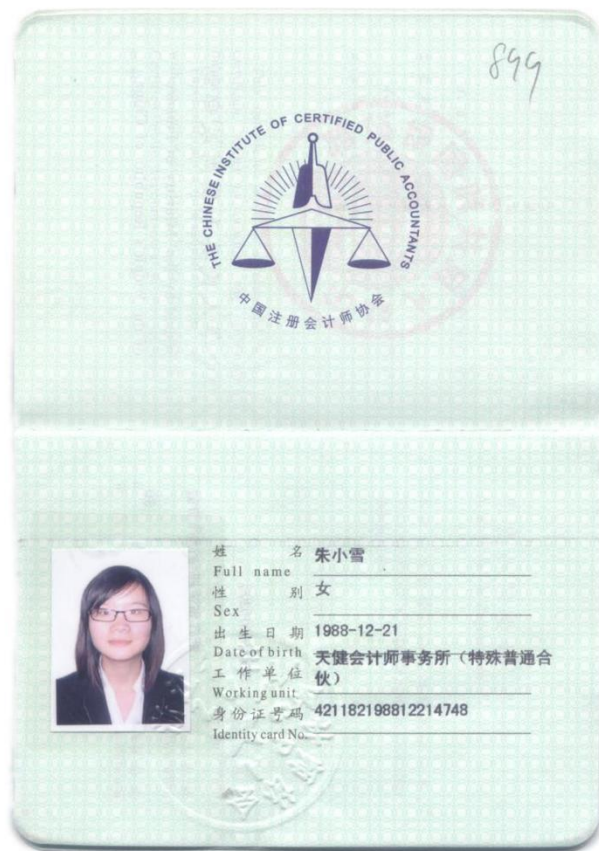 899
THE CHINESE INSTITUTE OF CERTIFIED PUBLIC ACCOUNTANTS
中国注册会计师协会
姓 名 朱小雪
Full name
性 别 女
Sex
出生日期 1988-12-21
Date of birth
工作单位 天健会计师事务所（特殊普通合
伙）
Working unit
身份证号码 421182198812214748
Identity card No.